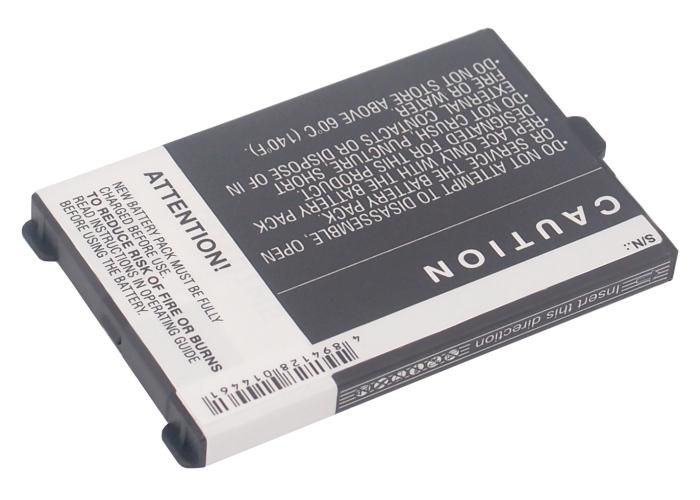 S/N.:
CAUTION
•DO NOT ATTEMPT TO DISASSEMBLE, OPEN
OR SERVICE THE BATTERY PACK
•REPLACE ONLY WITH THE BATTERY PACK
DESIGNATED FOR THIS PRODUCT.
•DO NOT CRUSH, PUNCTURE, SHORT
EXTERNAL CONTACTS OR DISPOSE OF IN
FIRE OR WATER.
•DO NOT STORE ABOVE 60°C (140°F).
ATTENTION!
NEW BATTERY PACK MUST BE FULLY
CHARGED BEFORE USE.
TO REDUCE RISK OF FIRE OR BURNS
READ INSTRUCTIONS IN OPERATING GUIDE
BEFORE USING THE BATTERY.
4894128014461
Insert this direction